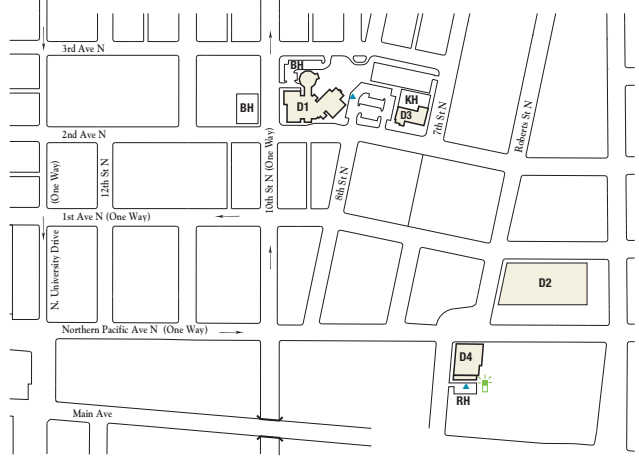 3rd Ave N
BH
BH
D1
KH
D3
7th St N
Roberts St N
2nd Ave N
10th St N (One Way)
12th St N
(One Way)
N. University Drive
8th St N
1st Ave N (One Way)
D2
Northern Pacific Ave N (One Way)
D4
RH
Main Ave